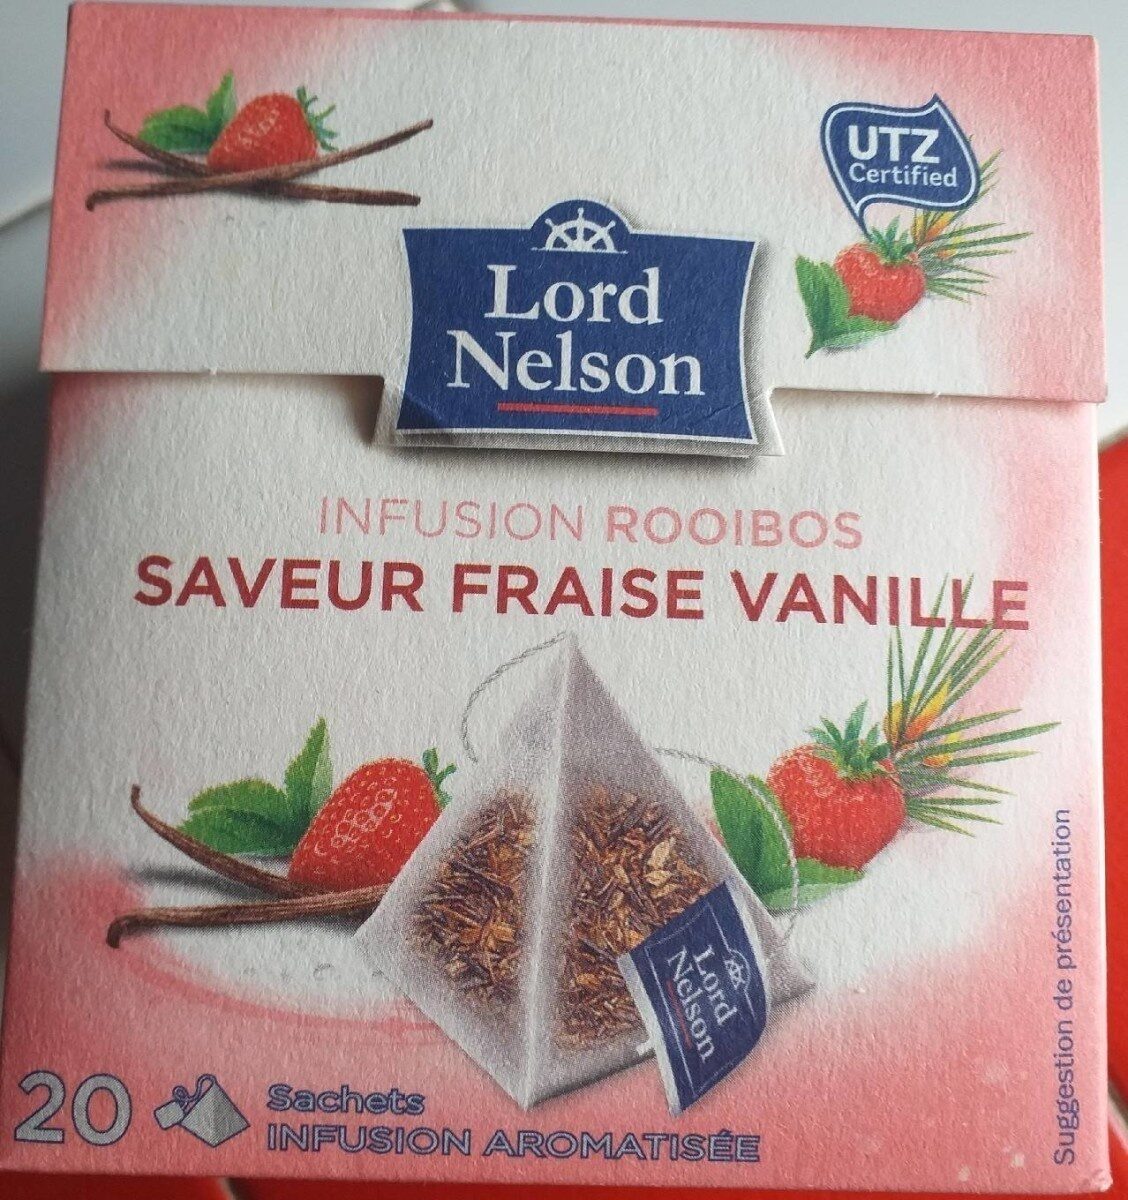 UTZ
Certified
Lord
Nelson
INFUSION ROOIBOS
SAVEUR FRAISE VANILLE
Lord
Nelson
20 Sachets
INFUSION AROMATISÉE
Suggestion de présentation